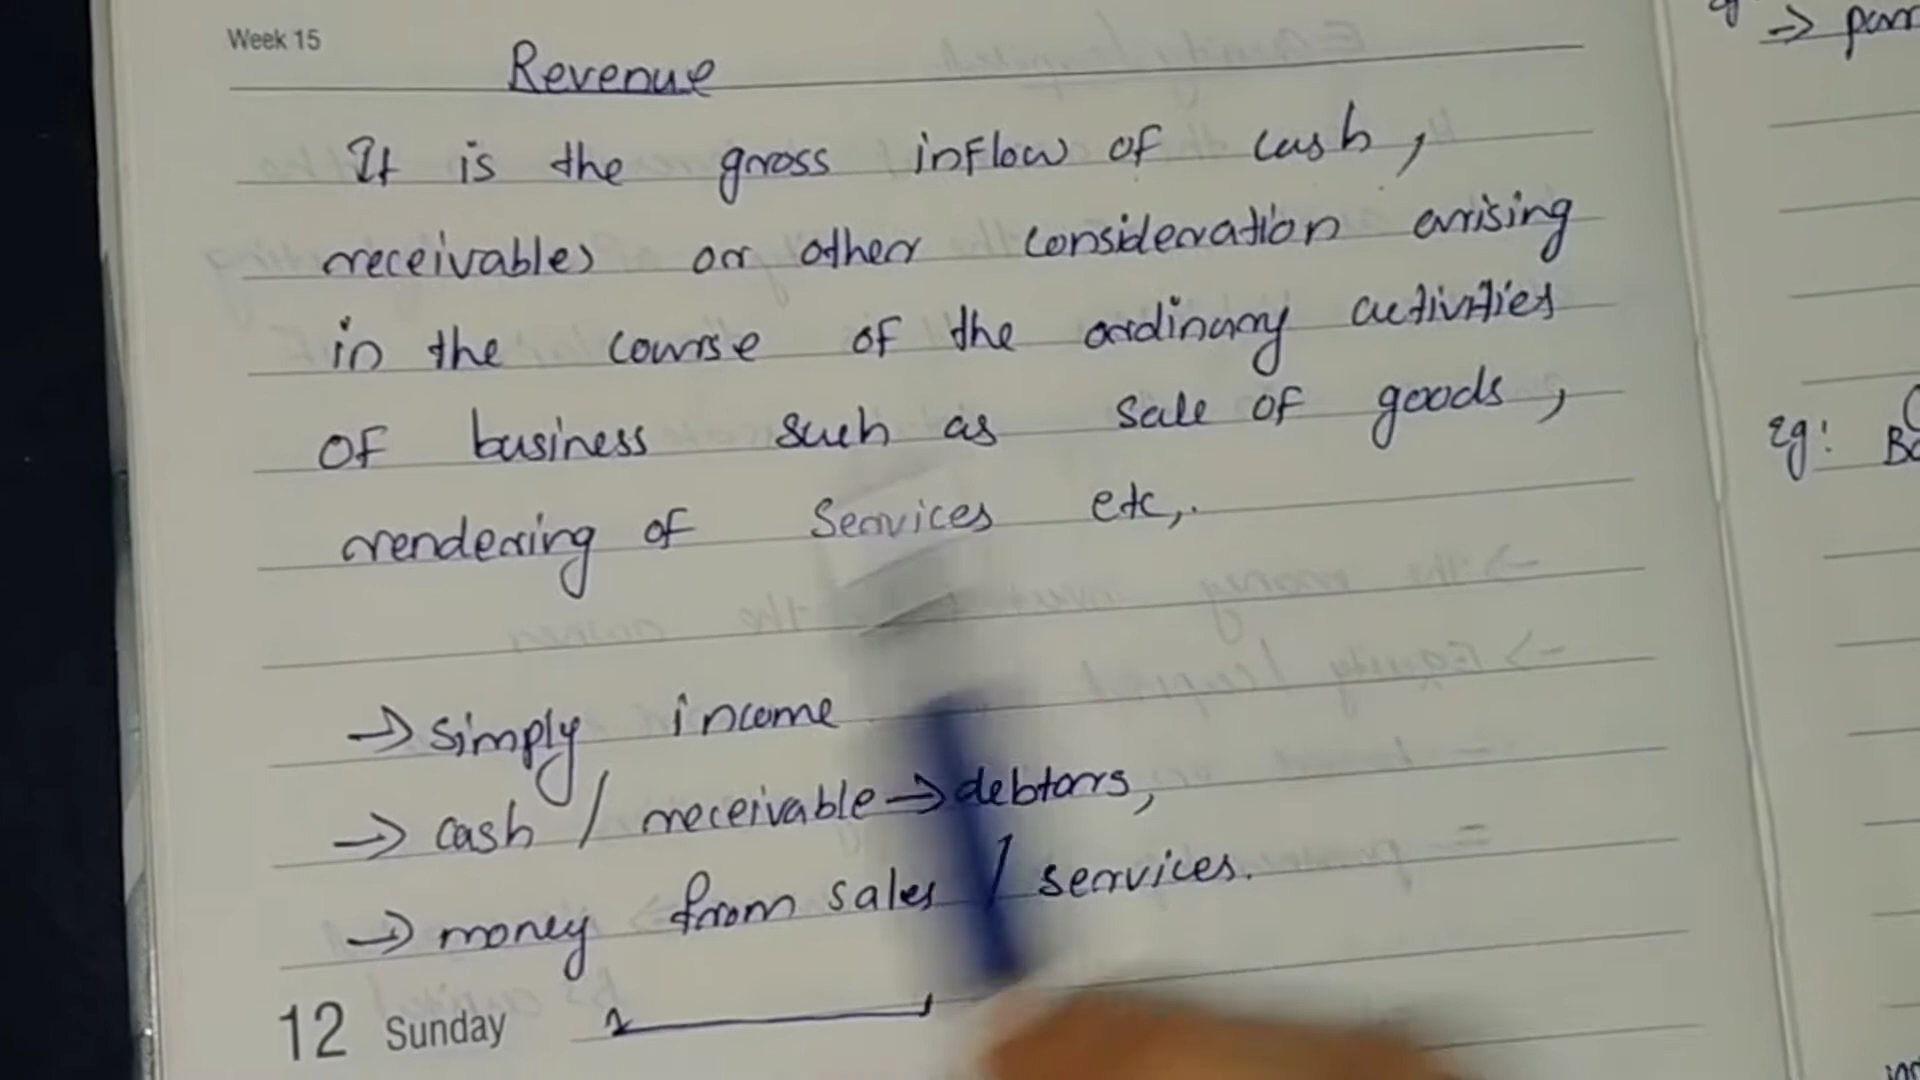 Week 15
Revenue
It is the gross inflow of cash,
receivables or other consideration arising
in the course of the ordinary activities
of business such as sale of goods,
rendering of services etc,.
→ simply income
→ cash / receivable → debtors,
→ money from sales / services.
12 Sunday
eg: